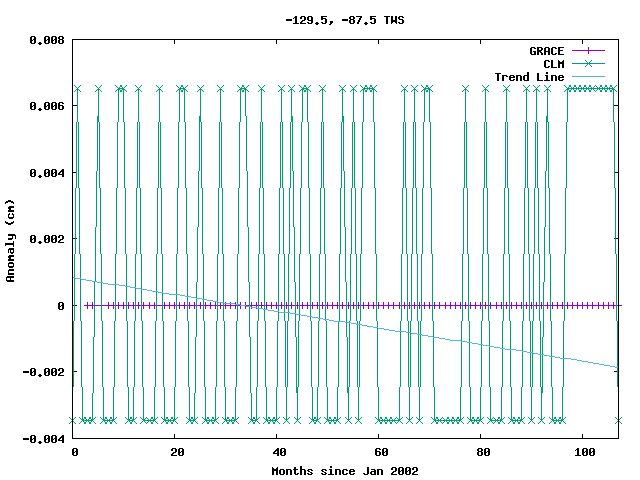 -129.5, -87.5 TWS
GRACE
CLM
Trend Line
0.008
0.006
0.004
0.002
0
-0.002
-0.004
Anomaly (cm)
0 20 40 60 80 100
Months since Jan 2002